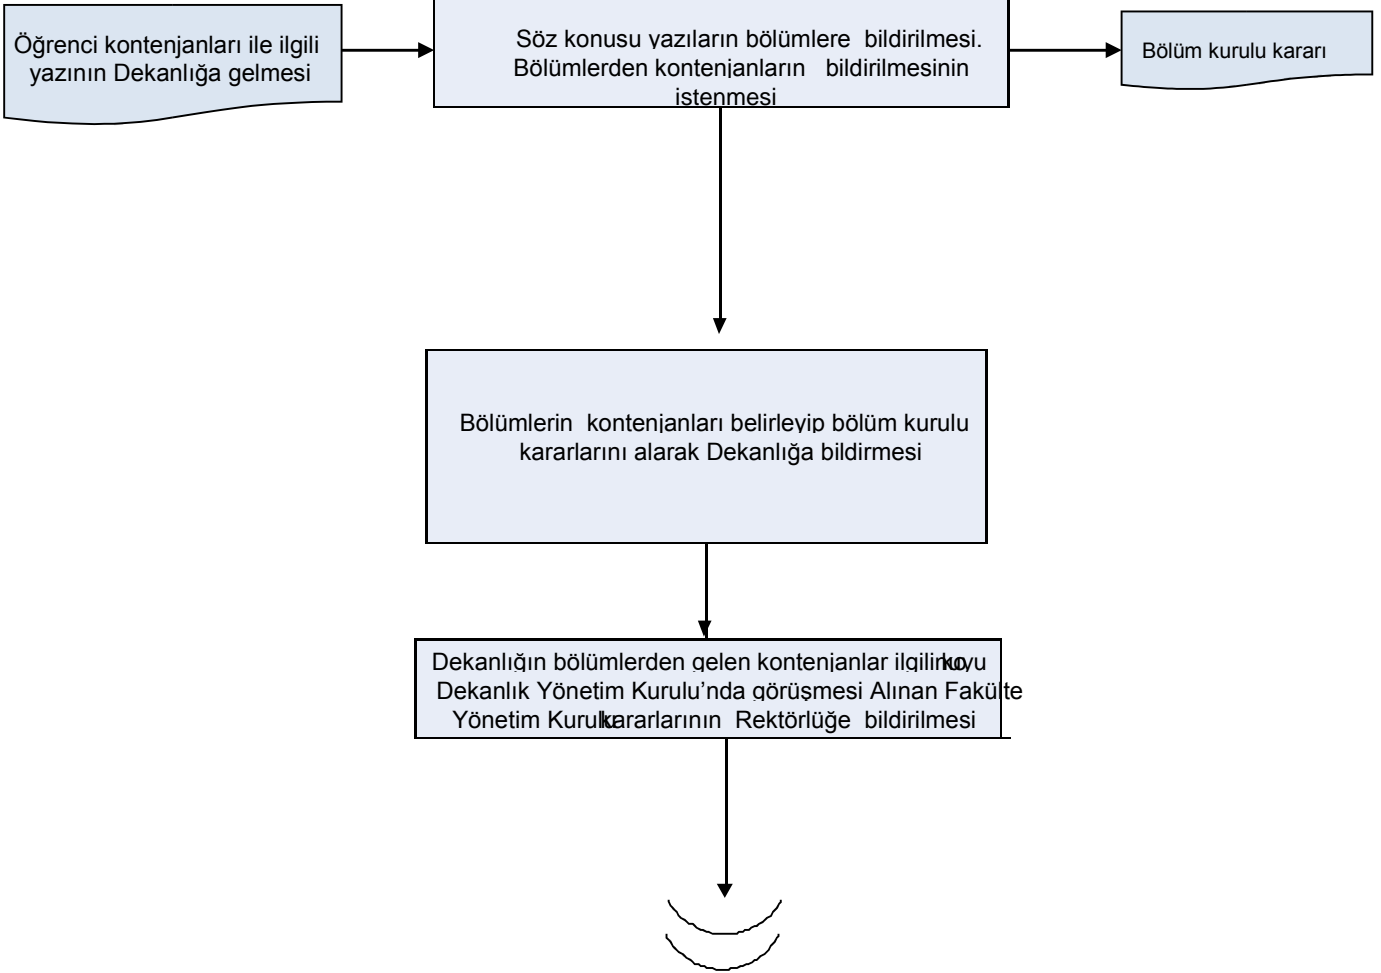 Öğrenci kontenjanları ile ilgili
yazının Dekanlığa gelmesi
Söz konusu yazıların bölümlere bildirilmesi.
Bölümlerden kontenjanların bildirilmesinin
istenmesi
Bölüm kurulu kararı
Bölümlerin kontenjanları belirleyip bölüm kurulu
kararlarını alarak Dekanlığa bildirmesi
Dekanlığın bölümlerden gelen kontenjanlar ilgili
Dekanlık Yönetim Kurulu’nda görüşmesi Alınan Fakülte
Yönetim Kurulu kararlarının Rektörlüğe bildirilmesi